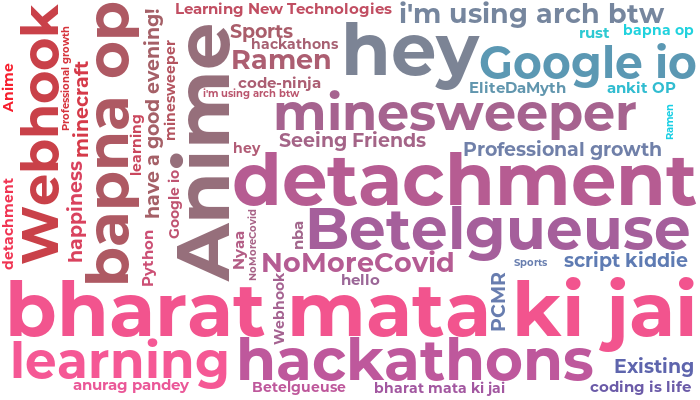 Learning New Technologies
i'm using arch btw
Webhook
bapna op
Anime
Professional growth
minecraft
have a good evening!
minesweeper
Anime
Sports
hackathons
Ramen
hey
rust
bapna op
Google io
code-ninja
i'm using arch btw
EliteDaMyth
ankit OP
minesweeper
Ramen
learning
Seeing Friends
hey
Professional growth
detachment
detachment
happiness
Google io
Python
Nyaa
NoMoreCovid
nba
Betelgueuse
NoMoreCovid
Sports
script kiddie
hello
Webhook
PCMR
bharat mata ki jai
learning
hackathons
Existing
anurag pandey
Betelgueuse
bharat mata ki jai
coding is life